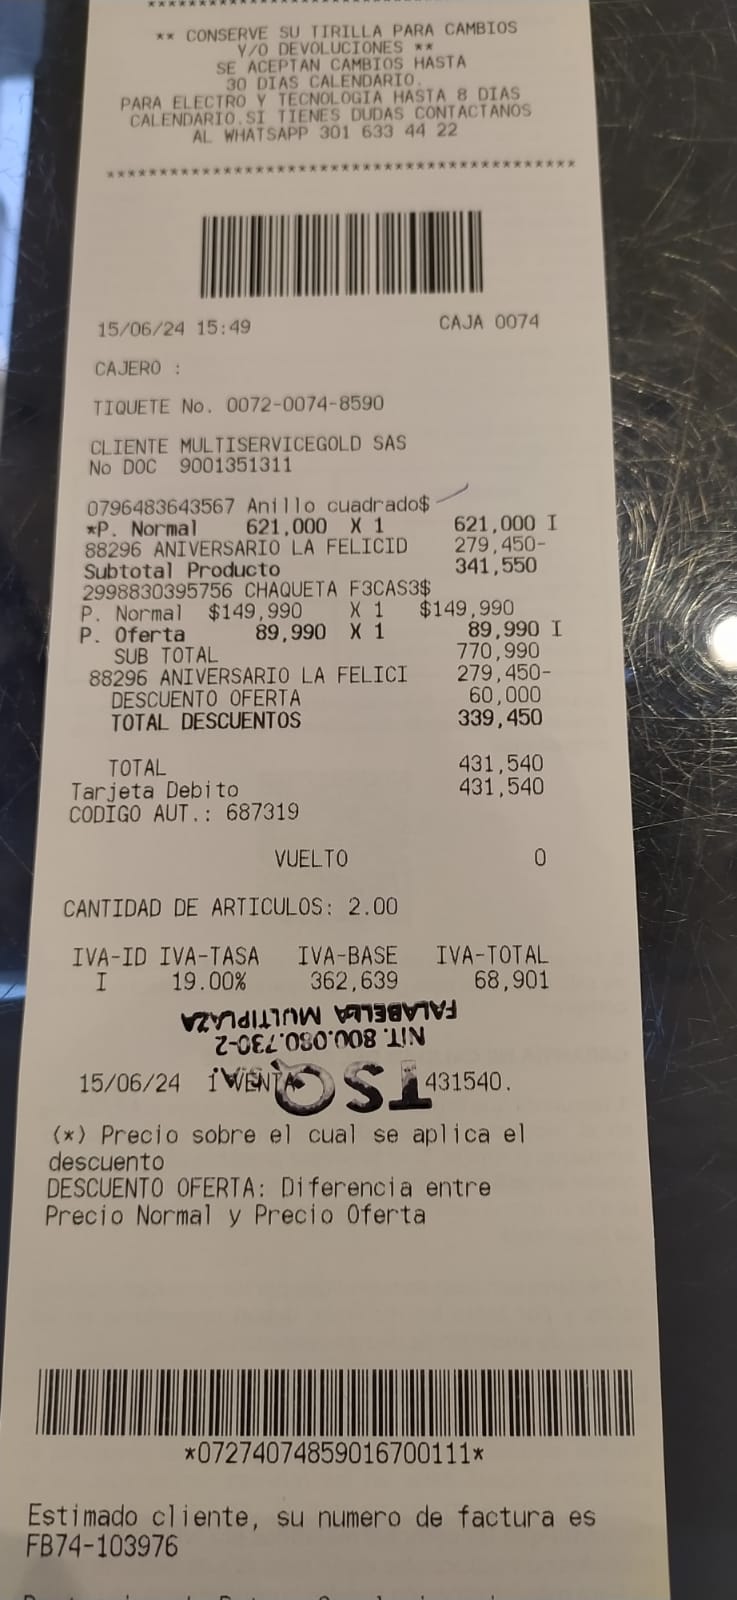 ** CONSERVE SU TIRILLA PARA CAMBIOS
Y/O DEVOLUCIONES **
SE ACEPTAN CAMBIOS HASTA
30 DIAS CALENDARIO.
PARA ELECTRO Y TECNOLOGIA HASTA 8 DIAS
CALENDARIO.SI TIENES DUDAS CONTACTANOS
AL WHATSAPP 301 633 44 22
15/06/24 15:49 CAJA 0074
CAJERO :
TIQUETE No. 0072-0074-8590
CLIENTE MULTISERVICEGOLD SAS
No DOC 9001351311
0796483643567 Anillo cuadrado$
*P. Normal 621,000 X 1 621,000 I
88296 ANIVERSARIO LA FELICID 279,450-
Subtotal Producto 341,550
2998830395756 CHAQUETA F3CAS3$
P. Normal $149,990 X 1 $149,990
P. Oferta 89,990 X 1 89,990 I
SUB TOTAL 770,990
88296 ANIVERSARIO LA FELICI 279,450-
DESCUENTO OFERTA 60,000
TOTAL DESCUENTOS 339,450
TOTAL 431,540
Tarjeta Debito 431,540
CODIGO AUT.: 687319
VUELTO 0
CANTIDAD DE ARTICULOS: 2.00
IVA-ID IVA-TASA IVA-BASE IVA-TOTAL
I 19.00% 362,639 68,901
FALABELLA MULTIPLAZA
NIT. 800.080.730-2
15/06/24 1 VENTA 431540.
(*) Precio sobre el cual se aplica el
descuento
DESCUENTO OFERTA: Diferencia entre
Precio Normal y Precio Oferta
*07274074859016700111*
Estimado cliente, su numero de factura es
FB74-103976